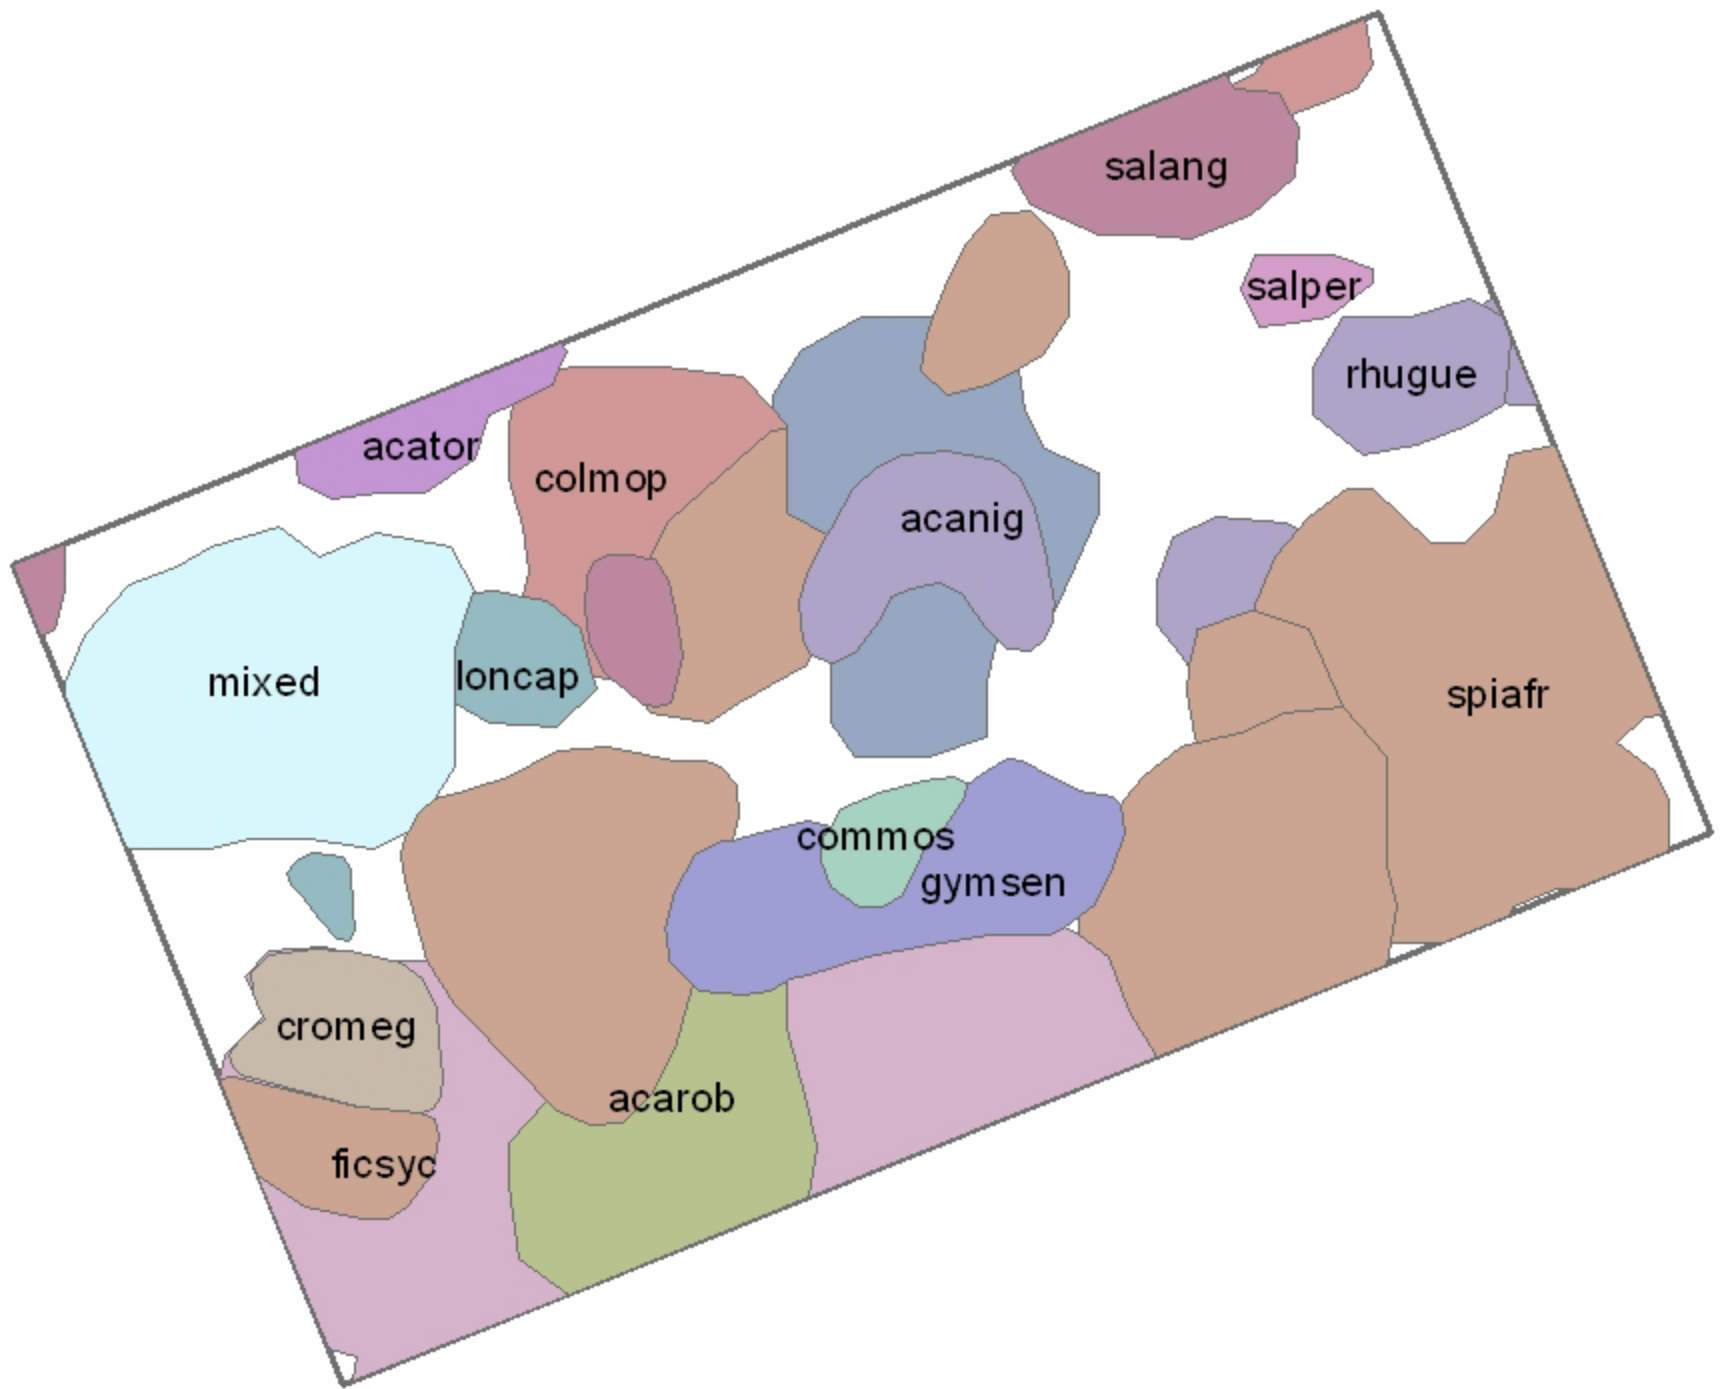 salang
salper
rhugue
acator
colmop
acanig
mixed
loncap
spiafr
commos
gymsen
cromeg
acarob
ficsyc